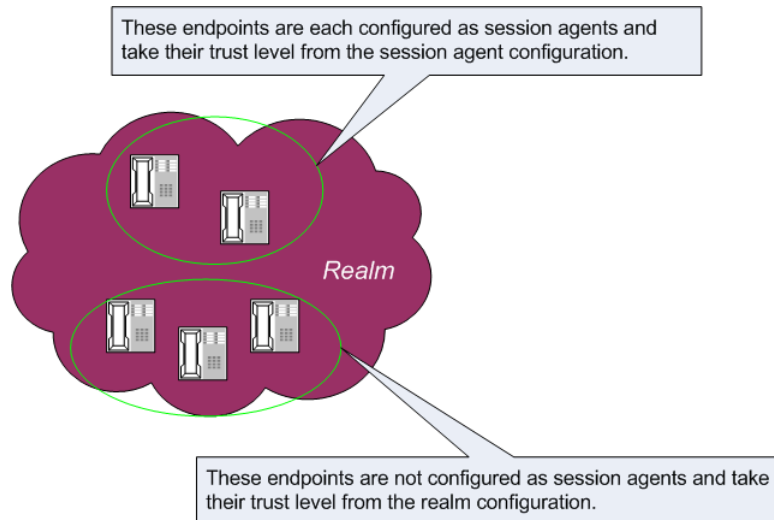 These endpoints are each configured as session agents and
take their trust level from the session agent configuration.
Realm
These endpoints are not configured as session agents and take
their trust level from the realm configuration.